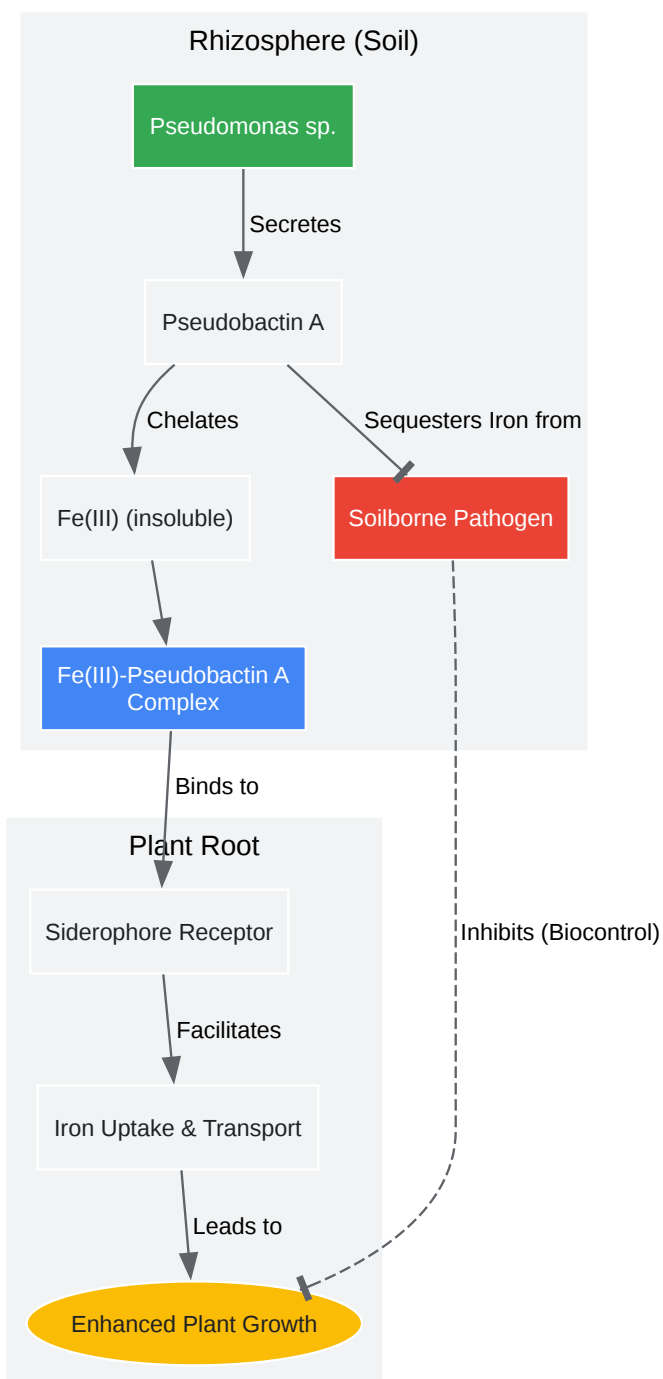 Rhizosphere (Soil)
Pseudomonas sp.
Secretes
Pseudobactin A
Chelates
Sequesters Iron from
Fe(III) (insoluble)
Soilborne Pathogen
Fe(III)-Pseudobactin A
Complex
Binds to
Plant Root
Siderophore Receptor
Inhibits (Biocontrol)
Facilitates
Iron Uptake & Transport
Leads to
Enhanced Plant Growth